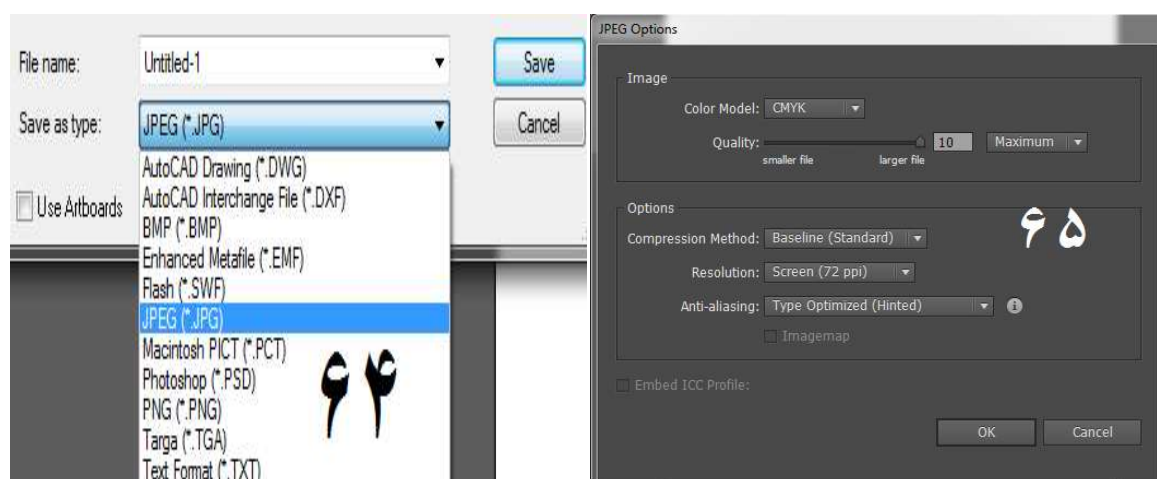 File name: Untitled-1 Save
Save as type: JPEG (*.JPG) Cancel
AutoCAD Drawing (*.DWG)
Use Artboards AutoCAD Interchange File (*.DXF)
BMP (*.BMP)
Enhanced Metafile (*.EMF)
Flash (*.SWF)
JPEG (*.JPG)
Macintosh PICT (*.PCT)
Photoshop (*.PSD)
PNG (*.PNG)
Targa (*.TGA)
Text Format (*.TXT)
۶۴
JPEG Options
Image
Color Model: CMYK
Quality: 10 Maximum
smaller file larger file
Options
Compression Method: Baseline (Standard)
Resolution: Screen (72 ppi)
Anti-aliasing: Type Optimized (Hinted)
Imagemap
۶۵
Embed ICC Profile:
OK Cancel